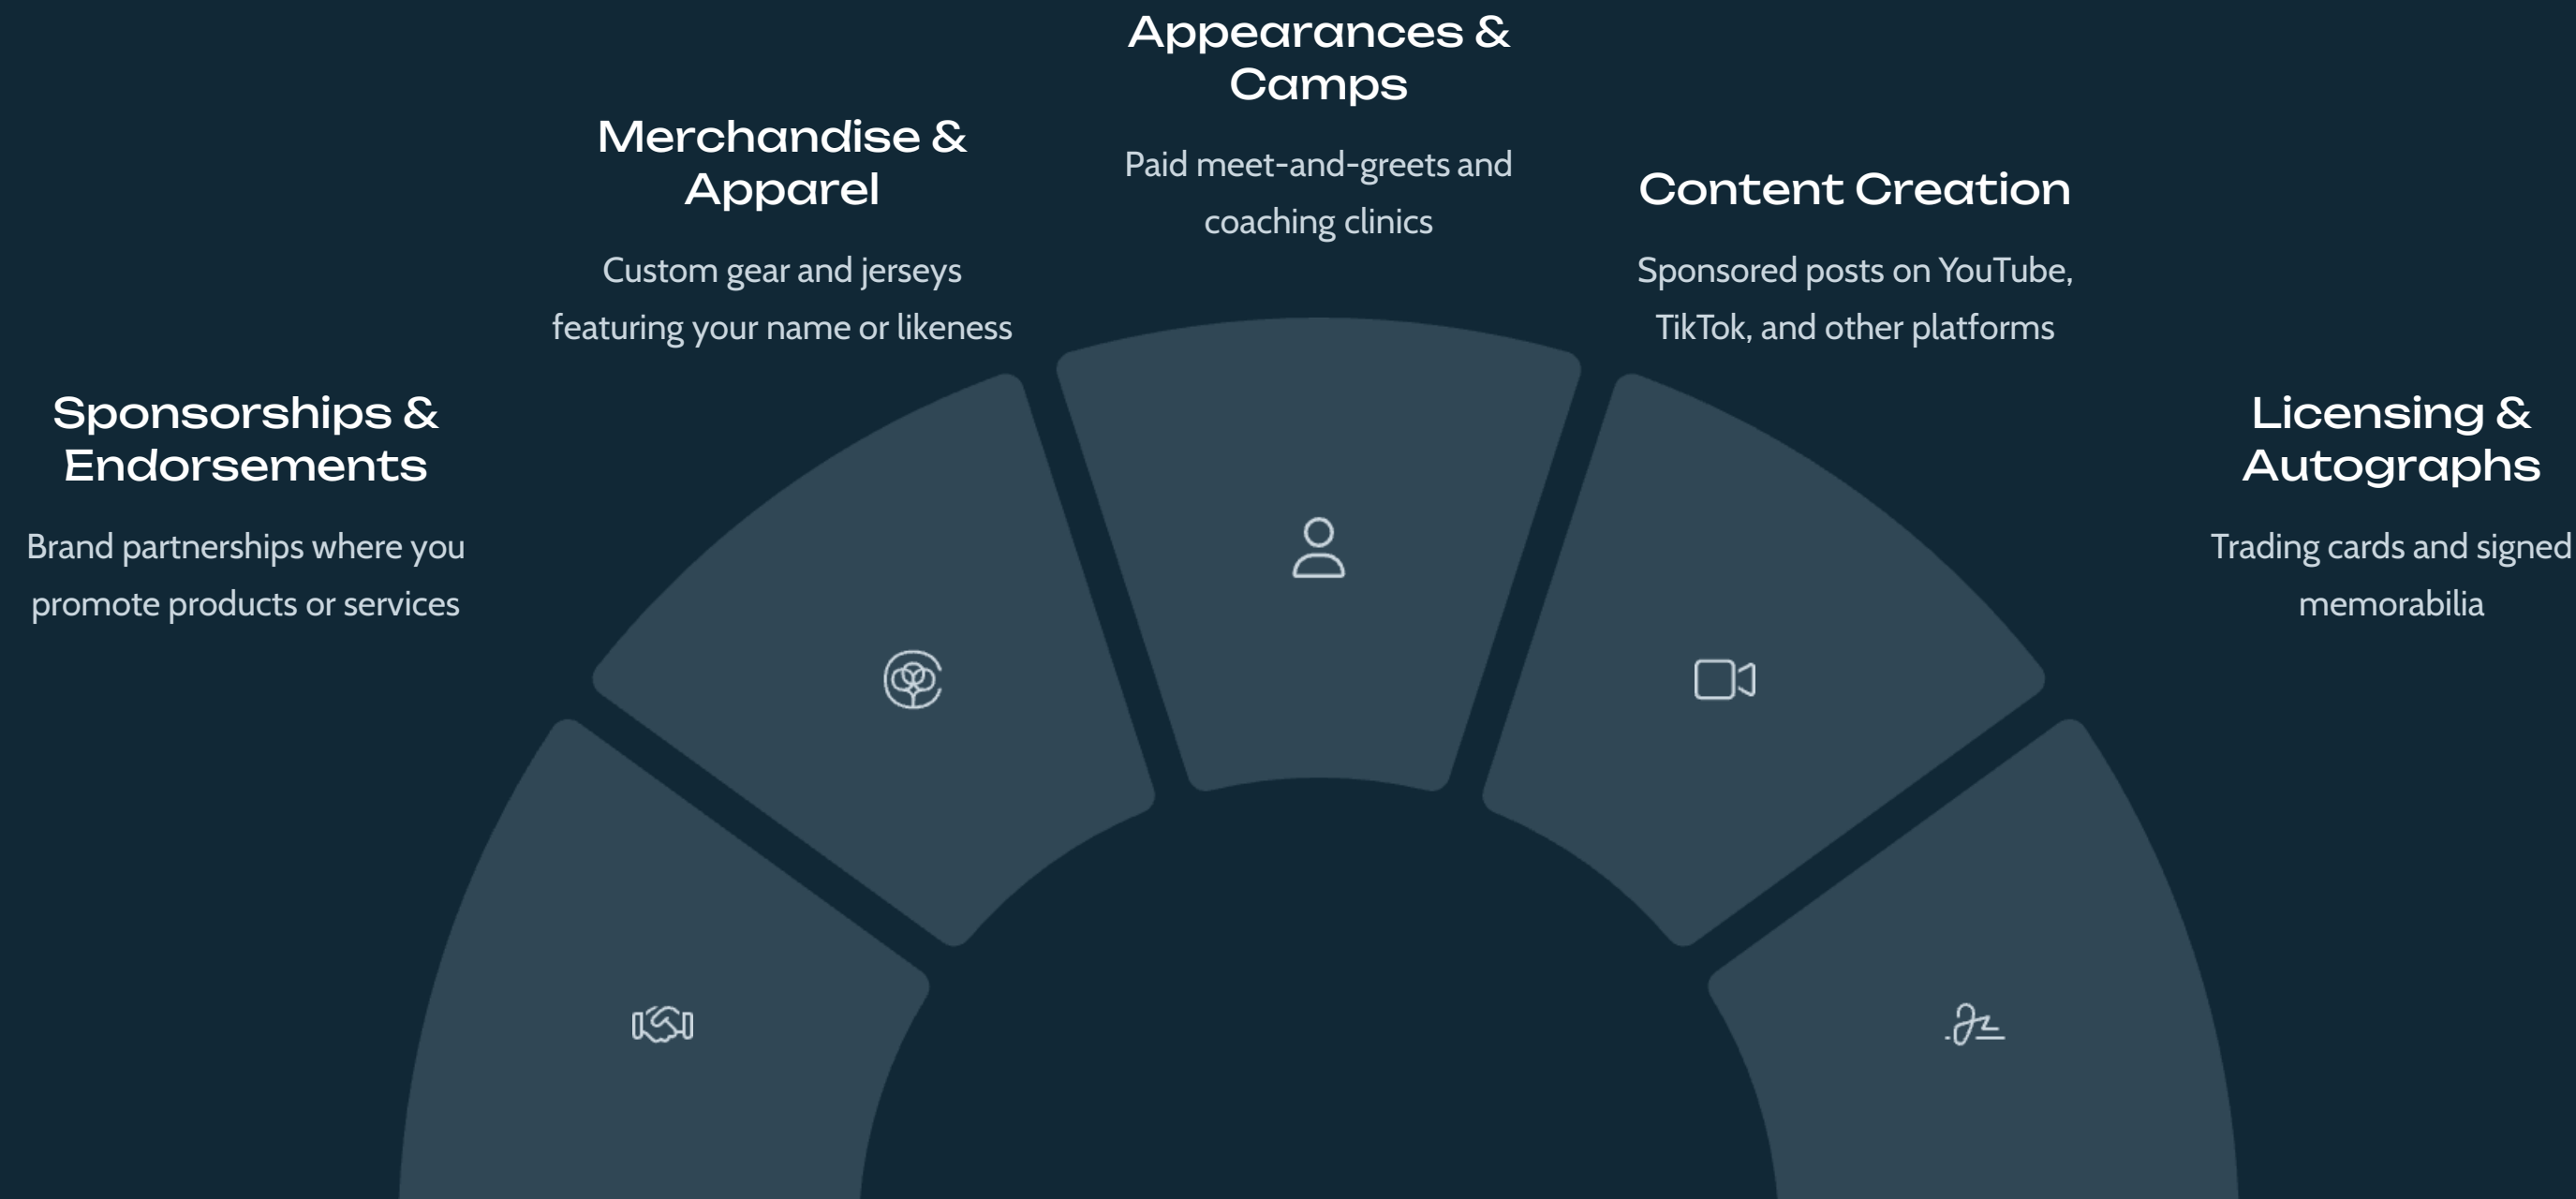 Sponsorships &
Endorsements
Brand partnerships where you
promote products or services
Merchandise &
Apparel
Custom gear and jerseys
featuring your name or likeness
Appearances &
Camps
Paid meet-and-greets and
coaching clinics
Content Creation
Sponsored posts on YouTube,
TikTok, and other platforms
Licensing &
Autographs
Trading cards and signed
memorabilia